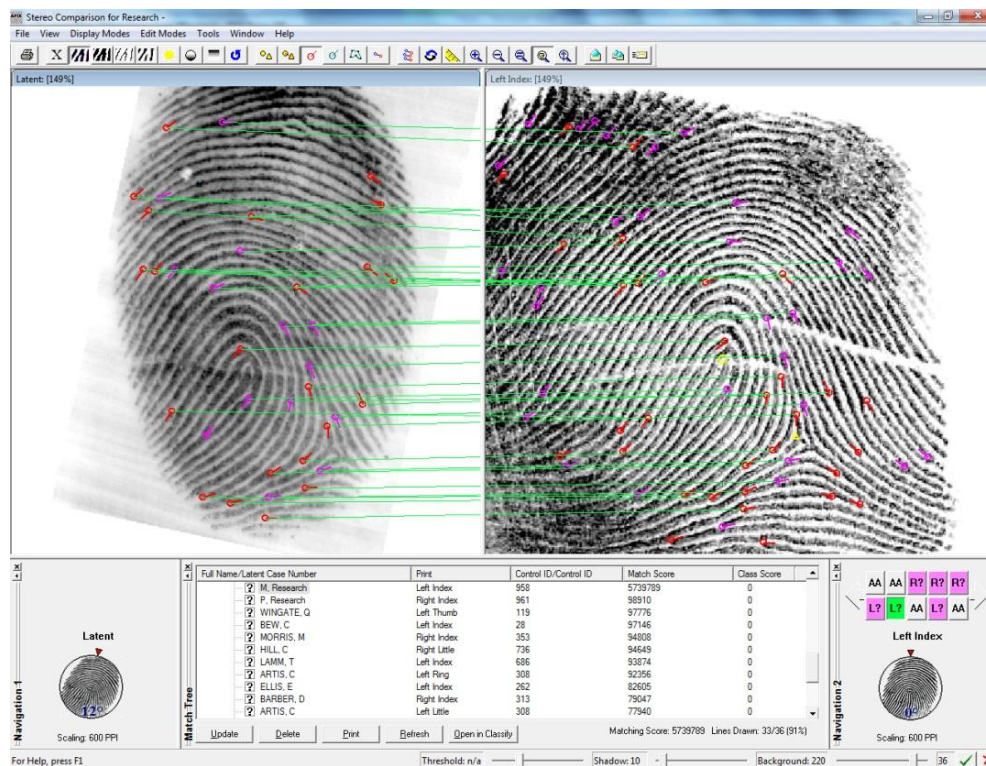 Stereo Comparison for Research -
File View Display Modes Edit Modes Tools Window Help
Latent: [149%]
Left Index: [149%]
Full Name/Latent Case Number Print Control ID/Control ID Match Score Class Score
M, Research Left Index 958 5739789 0
P, Research Right Index 961 98910 0
WINGATE, Q Left Thumb 119 97776 0
BEW, C Left Index 28 97146 0
MORRIS, M Right Index 353 94808 0
HILL, C Right Little 736 94649 0
LAMM, T Left Index 686 93874 0
ARTIS, C Left Ring 308 92356 0
ELLIS, E Left Index 262 82605 0
BARBER, D Right Index 313 79047 0
ARTIS, C Left Little 308 77940 0
Update Delete Print Refresh Open in Classify
Matching Score: 5739789 Lines Drawn: 33/36 (91%)
Navigation 1
Latent
12°
Scaling: 600 PPI
Match Tree
Navigation 2
AA AA R? R? R?
L? L? AA L? AA
Left Index
0°
Scaling: 600 PPI
For Help, press F1
Threshold: n/a
Shadow: 10
Background: 220
36